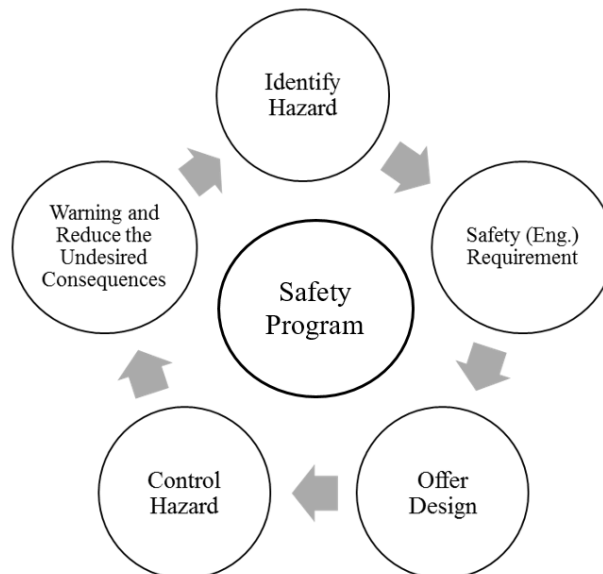 Identify
Hazard
Safety (Eng.)
Requirement
Offer
Design
Control
Hazard
Warning and
Reduce the
Undesired
Consequences
Safety
Program